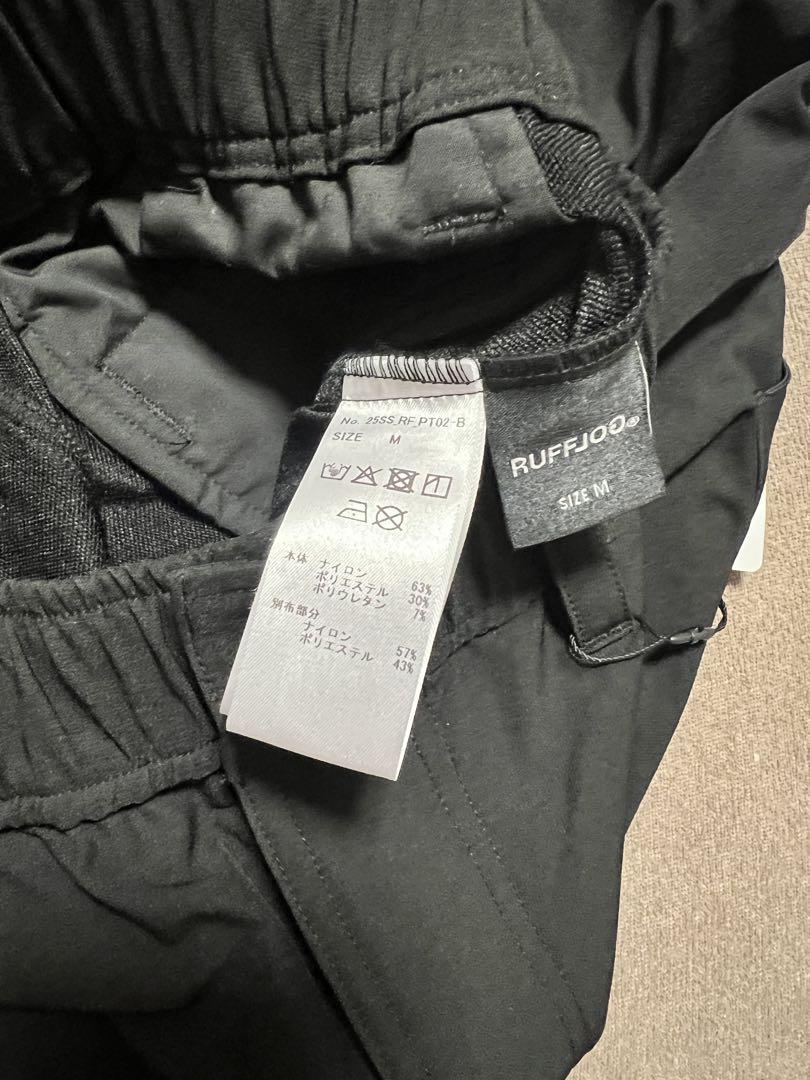 No. 25SS_RF_PT02-B
SIZE M
本体 ナイロン 63%
ポリエステル 30%
ポリウレタン 7%
別布部分
ナイロン 57%
ポリエステル 43%
RUFFLOG®
SIZE M